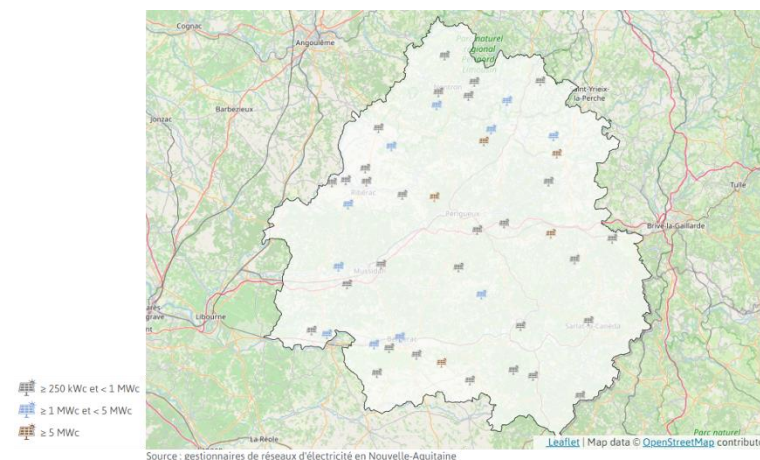 Cognac
Angoulême
Parc naturel
gional
Périgord
Saint-Yrieix
la-Perche
Barbezieux
Jonzac
Tulle
Ribérac
Périgueux
Brive-la-Gaillarde
Mussidan
Libourne
Sarlat-la-Canéda
≥ 250 kWc et < 1 MWc
≥ 1 MWc et < 5 MWc
≥ 5 MWc
La Réole
Parc naturel
Leaflet | Map data © OpenStreetMap contribut
Source : gestionnaires de réseaux d'électricité en Nouvelle-Aquitaine